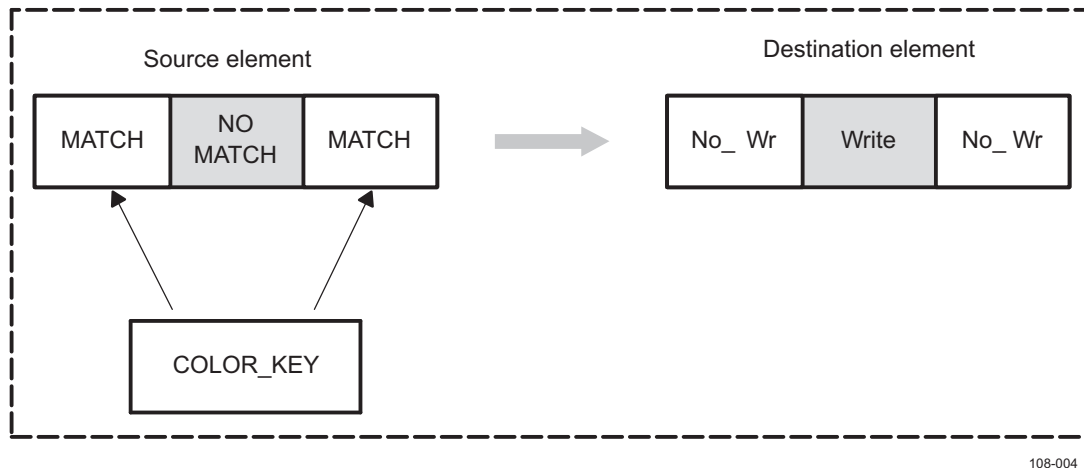 Source element
Destination element
MATCH
NO
MATCH
MATCH
No_ Wr
Write
No_ Wr
COLOR_KEY
108-004